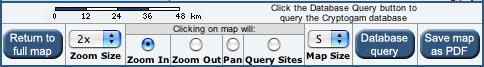 0 12 24 36 48 km
Click the Database Query button to
query the Cryptogam database
Return to
full map
2x
Zoom Size
Clicking on map will:
Zoom In Zoom Out Pan Query Sites
S
Map Size
Database
query
Save map
as PDF